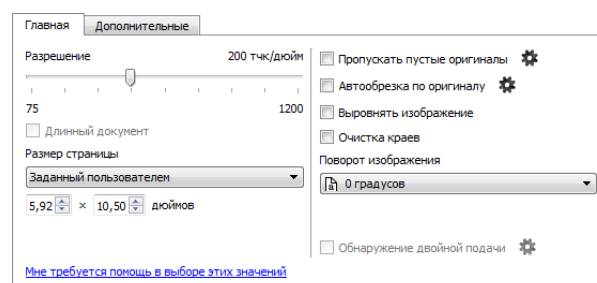 Главная
Дополнительные
Разрешение
200 тчк/дюйм
75
1200
Длинный документ
Размер страницы
Заданный пользователем
5,92 × 10,50 дюймов
Мне требуется помощь в выборе этих значений
Пропускать пустые оригиналы
Автообрезка по оригиналу
Выровнять изображение
Очистка краев
Поворот изображения
a 0 градусов
Обнаружение двойной подачи